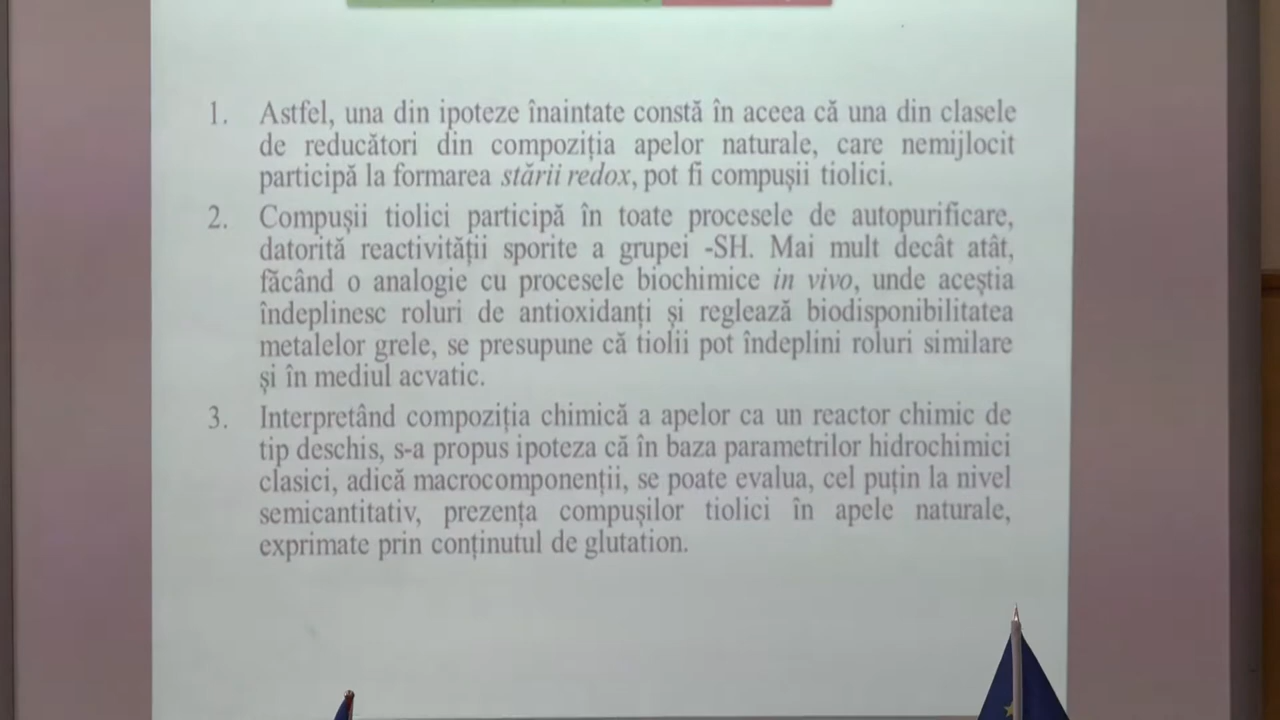 1. Astfel, una din ipoteze înaintate constă în aceea că una din clasele
de reducători din compoziția apelor naturale, care nemijlocit
participă la formarea stării redox, pot fi compușii tiolici.
2. Compușii tiolici participă în toate procesele de autopurificare,
datorită reactivității sporite a grupei -SH. Mai mult decât atât,
făcând o analogie cu procesele biochimice in vivo, unde aceștia
îndeplinesc roluri de antioxidanți și reglează biodisponibilitatea
metalelor grele, se presupune că tiolii pot îndeplini roluri similare
și în mediul acvatic.
3. Interpretând compoziția chimică a apelor ca un reactor chimic de
tip deschis, s-a propus ipoteza că în baza parametrilor hidrochimici
clasici, adică macrocomponenții, se poate evalua, cel puțin la nivel
semicantitativ, prezența compușilor tiolici în apele naturale,
exprimate prin conținutul de glutation.